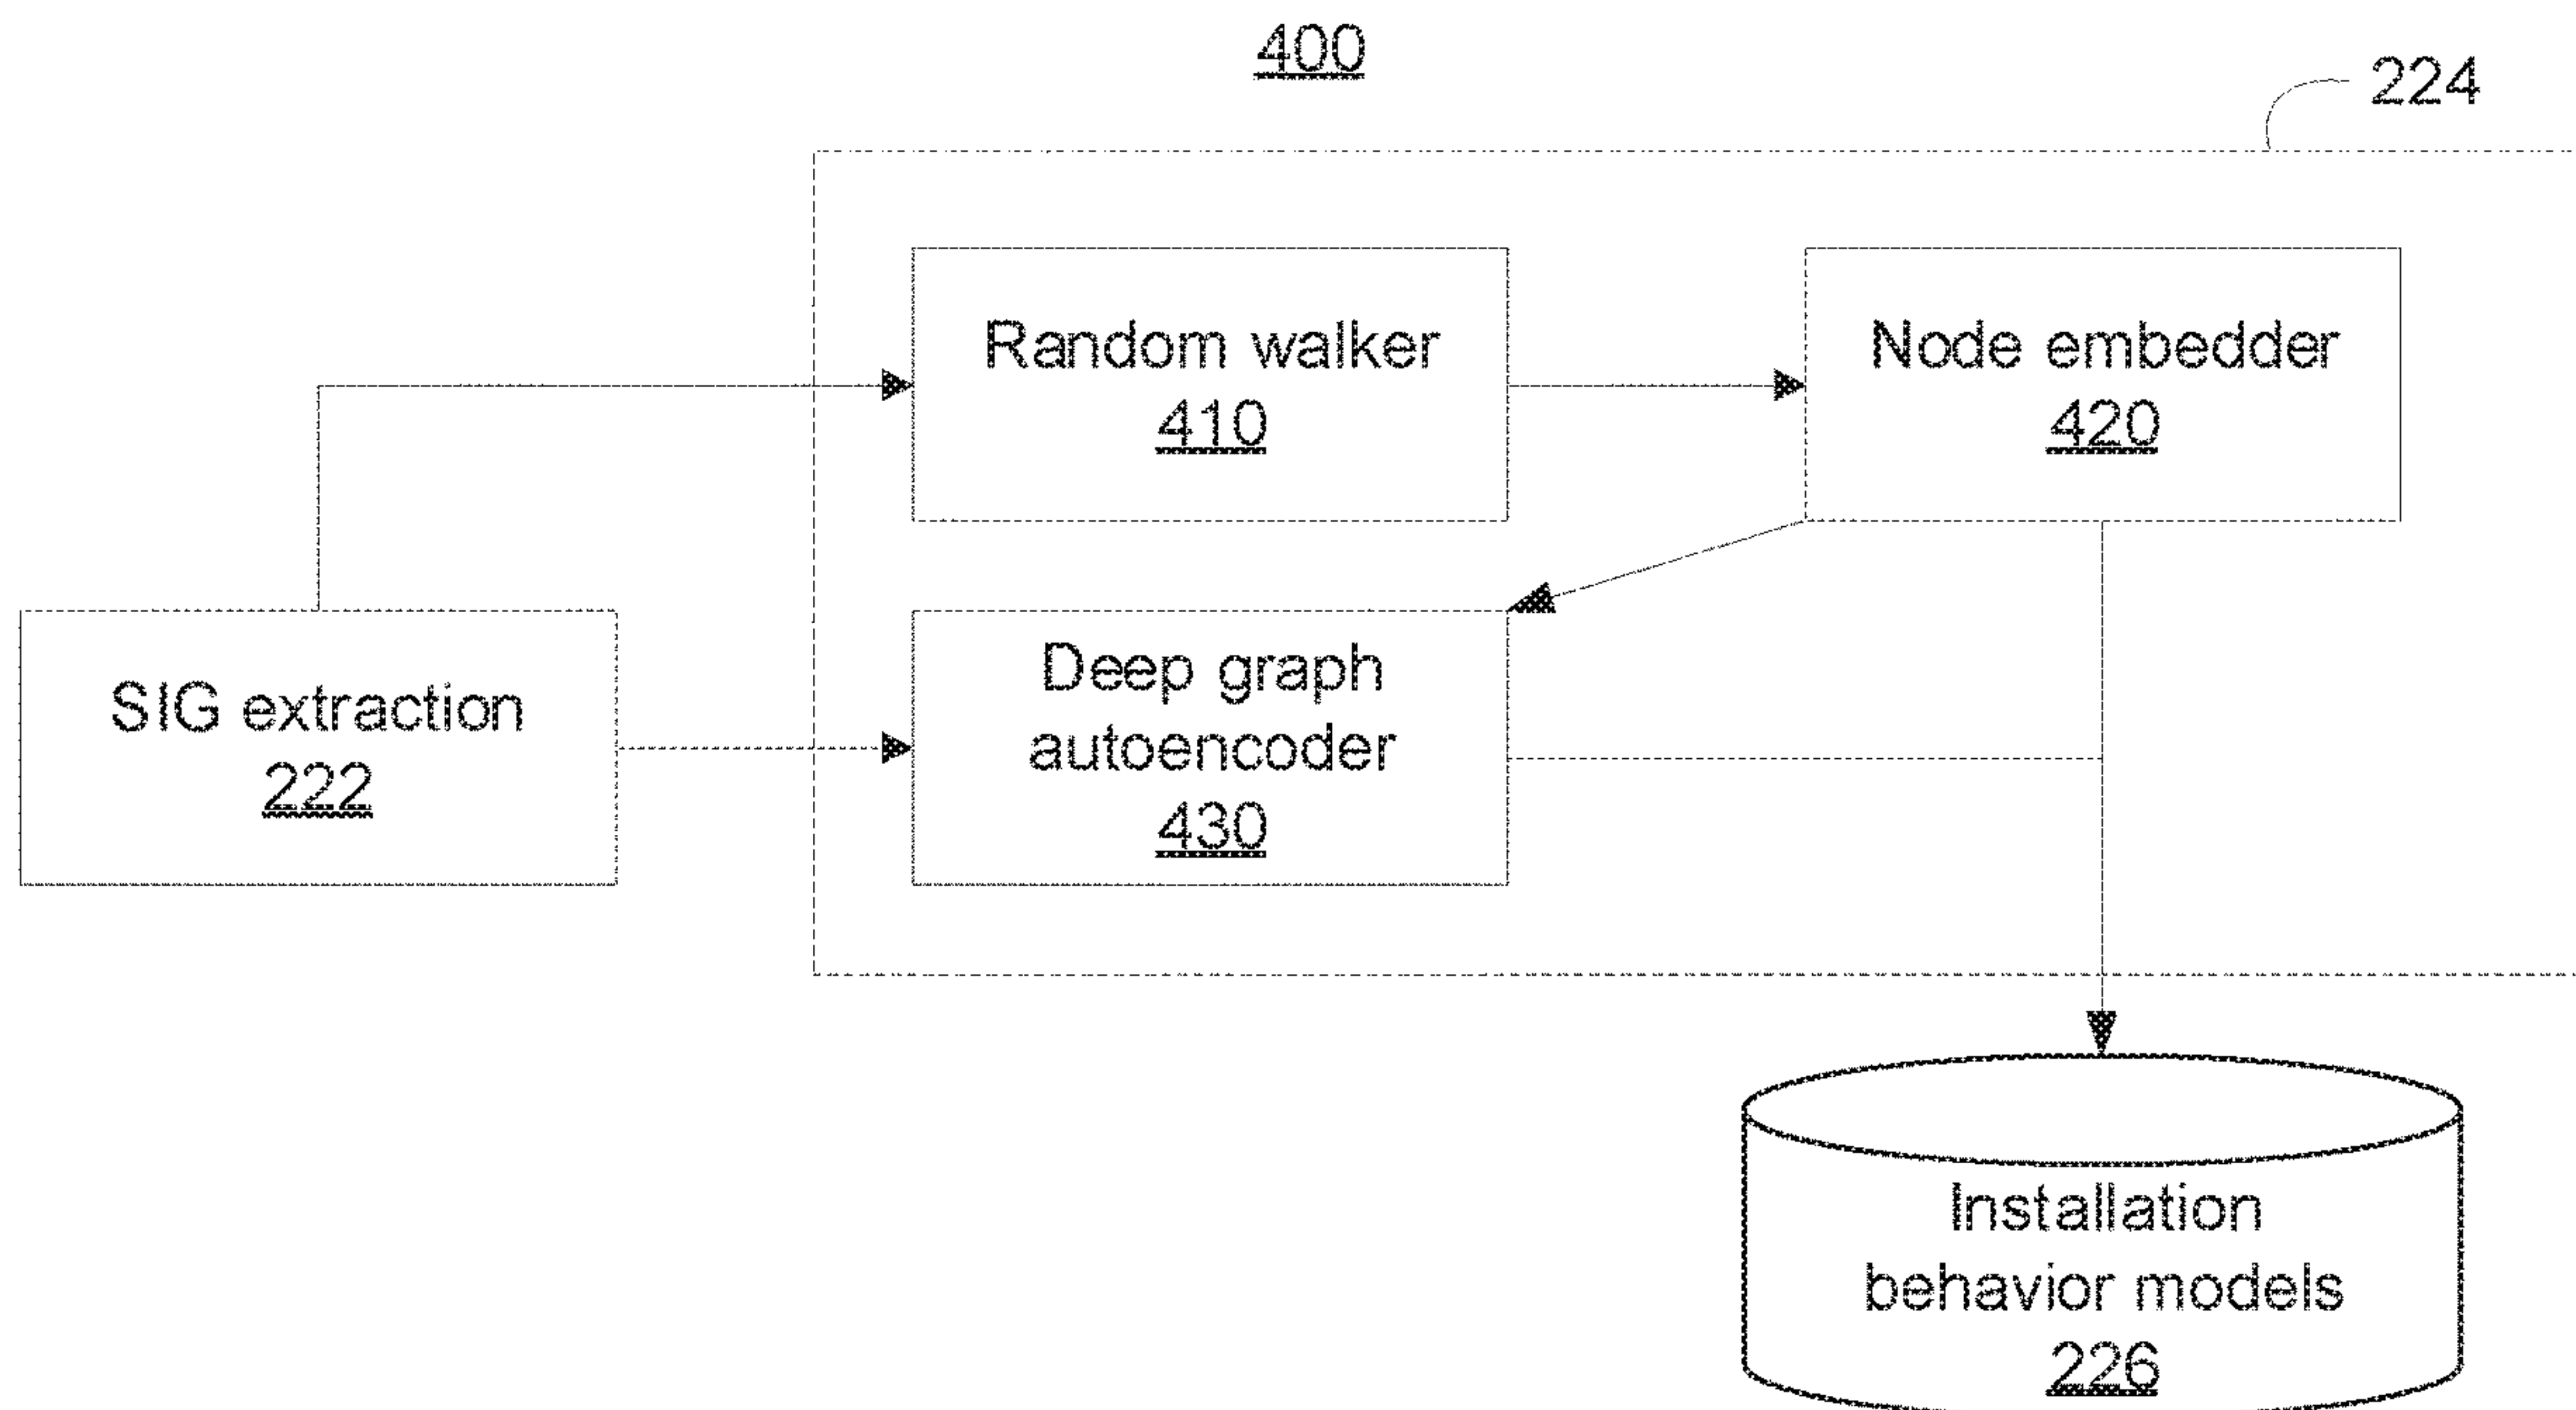 400
224
Random walker
410
Node embedder
420
SIG extraction
222
Deep graph
autoencoder
430
Installation
behavior models
226